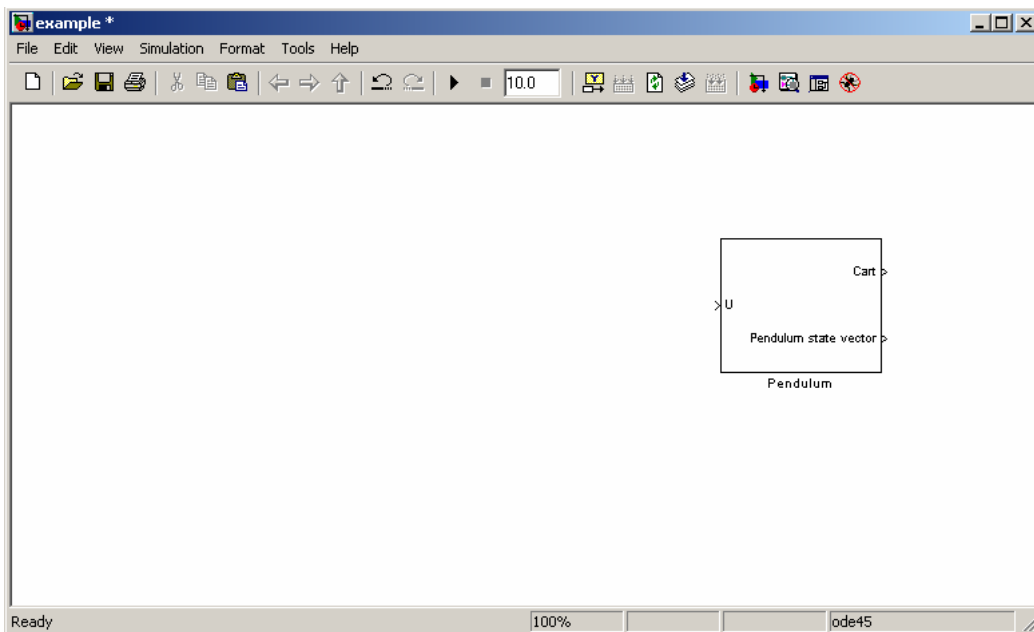 example *
File Edit View Simulation Format Tools Help
10.0
Cart
U
Pendulum state vector
Pendulum
Ready 100% ode45